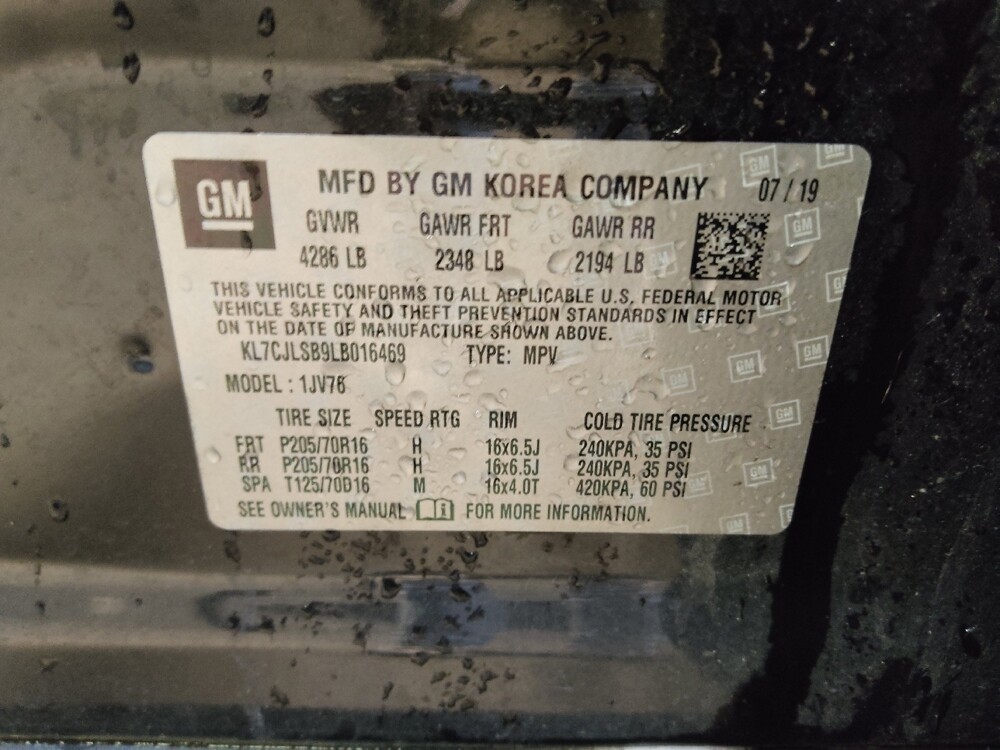 GM
MFD BY GM KOREA COMPANY 07/19
GVWR GAWR FRT GAWR RR
4286 LB 2348 LB 2194 LB
THIS VEHICLE CONFORMS TO ALL APPLICABLE U.S. FEDERAL MOTOR
VEHICLE SAFETY AND THEFT PREVENTION STANDARDS IN EFFECT
ON THE DATE OF MANUFACTURE SHOWN ABOVE.
KL7CJLSB9LB016469 TYPE: MPV
MODEL : 1JV76
TIRE SIZE SPEED RTG RIM COLD TIRE PRESSURE
FRT P205/70R16 H 16x6.5J 240KPA, 35 PSI
RR P205/70R16 H 16x6.5J 240KPA, 35 PSI
SPA T125/70D16 M 16x4.0T 420KPA, 60 PSI
SEE OWNER'S MANUAL i FOR MORE INFORMATION.